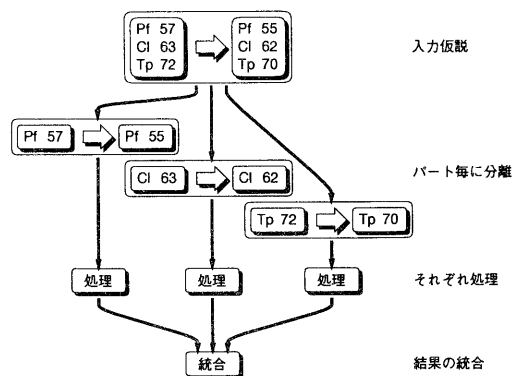 Pf 57
Cl 63
Tp 72
Pf 55
Cl 62
Tp 70
入力仮説
Pf 57
Pf 55
パート毎に分離
Cl 63
Cl 62
Tp 72
Tp 70
処理
処理
処理
それぞれ処理
統合
結果の統合